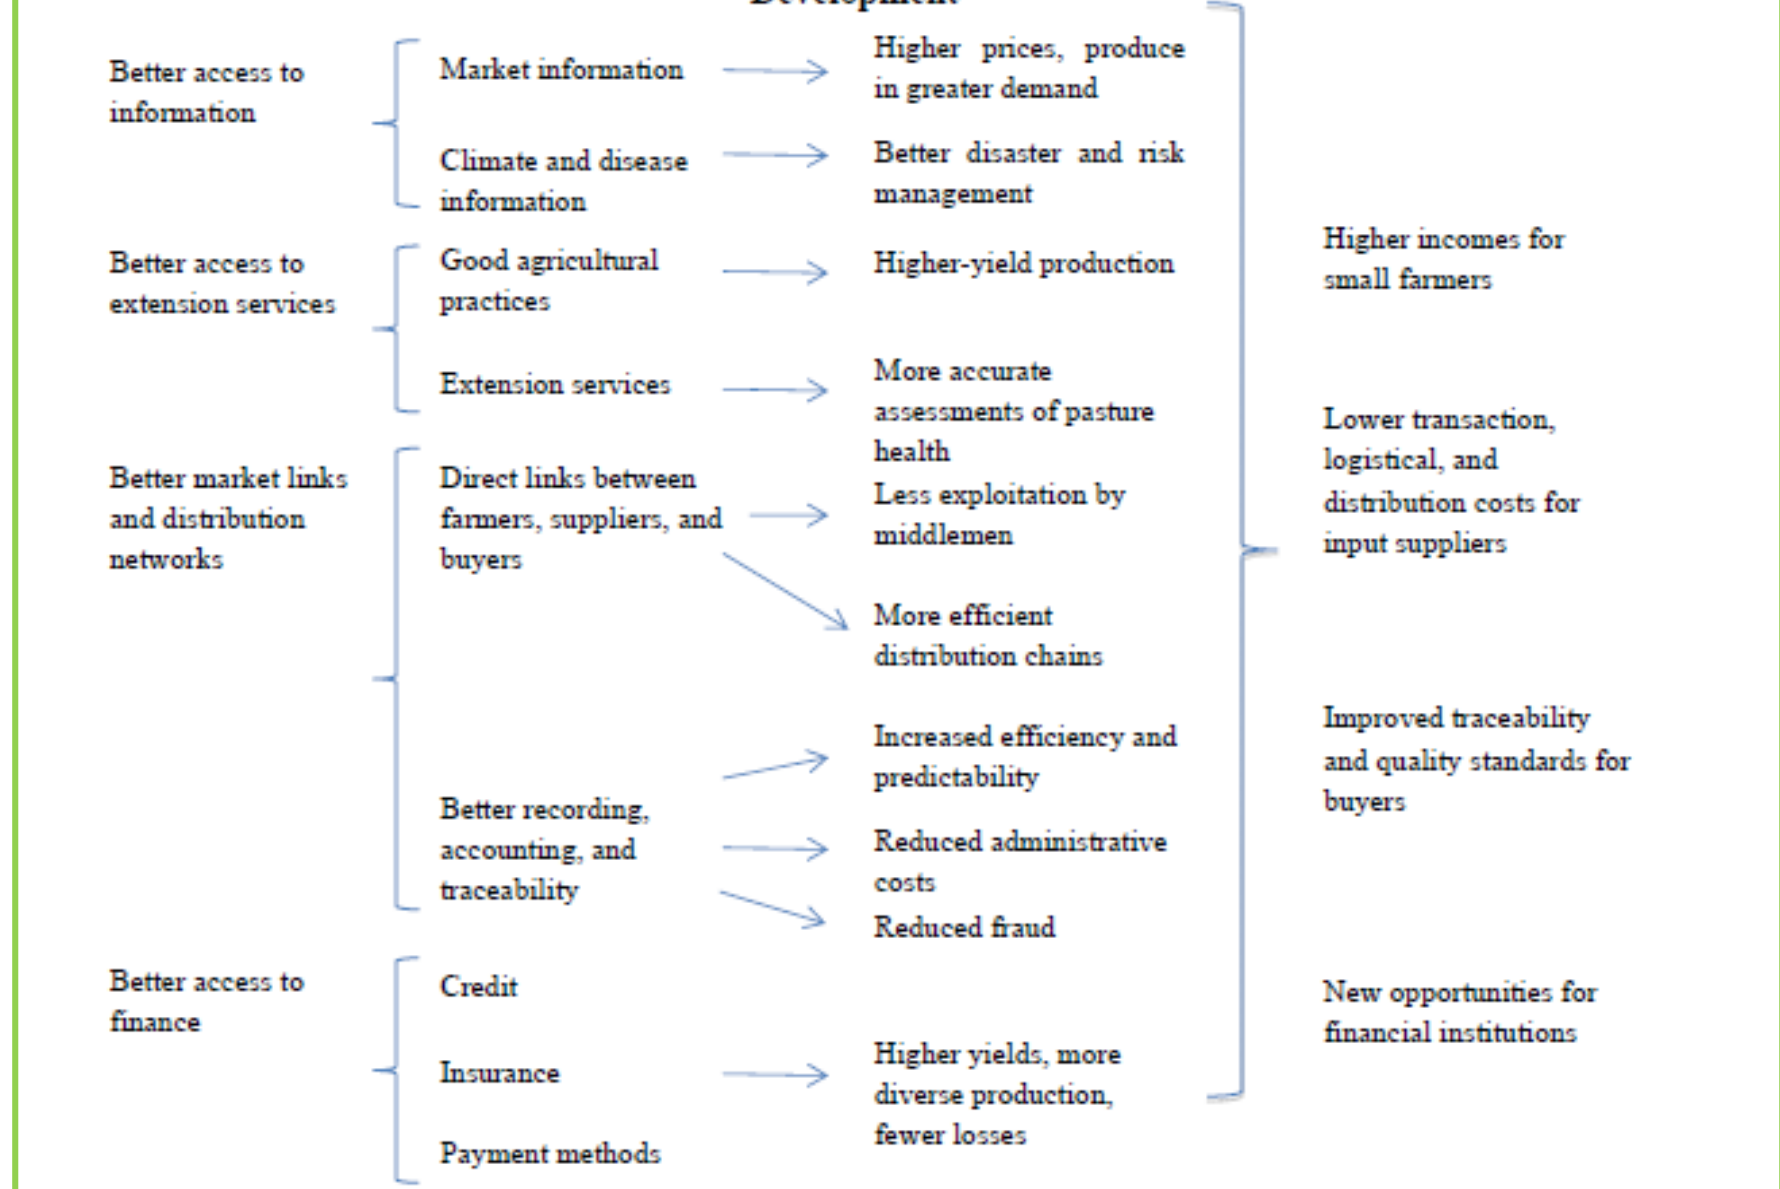 Development
Better access to
information
Market information
Higher prices, produce
in greater demand
Climate and disease
information
Better disaster and risk
management
Better access to
extension services
Good agricultural
practices
Higher-yield production
Extension services
More accurate
assessments of pasture
health
Better market links
and distribution
networks
Direct links between
farmers, suppliers, and
buyers
Less exploitation by
middlemen
More efficient
distribution chains
Better recording,
accounting, and
traceability
Increased efficiency and
predictability
Reduced administrative
costs
Reduced fraud
Better access to
finance
Credit
Insurance
Payment methods
Higher yields, more
diverse production,
fewer losses
Higher incomes for
small farmers
Lower transaction,
logistical, and
distribution costs for
input suppliers
Improved traceability
and quality standards for
buyers
New opportunities for
financial institutions